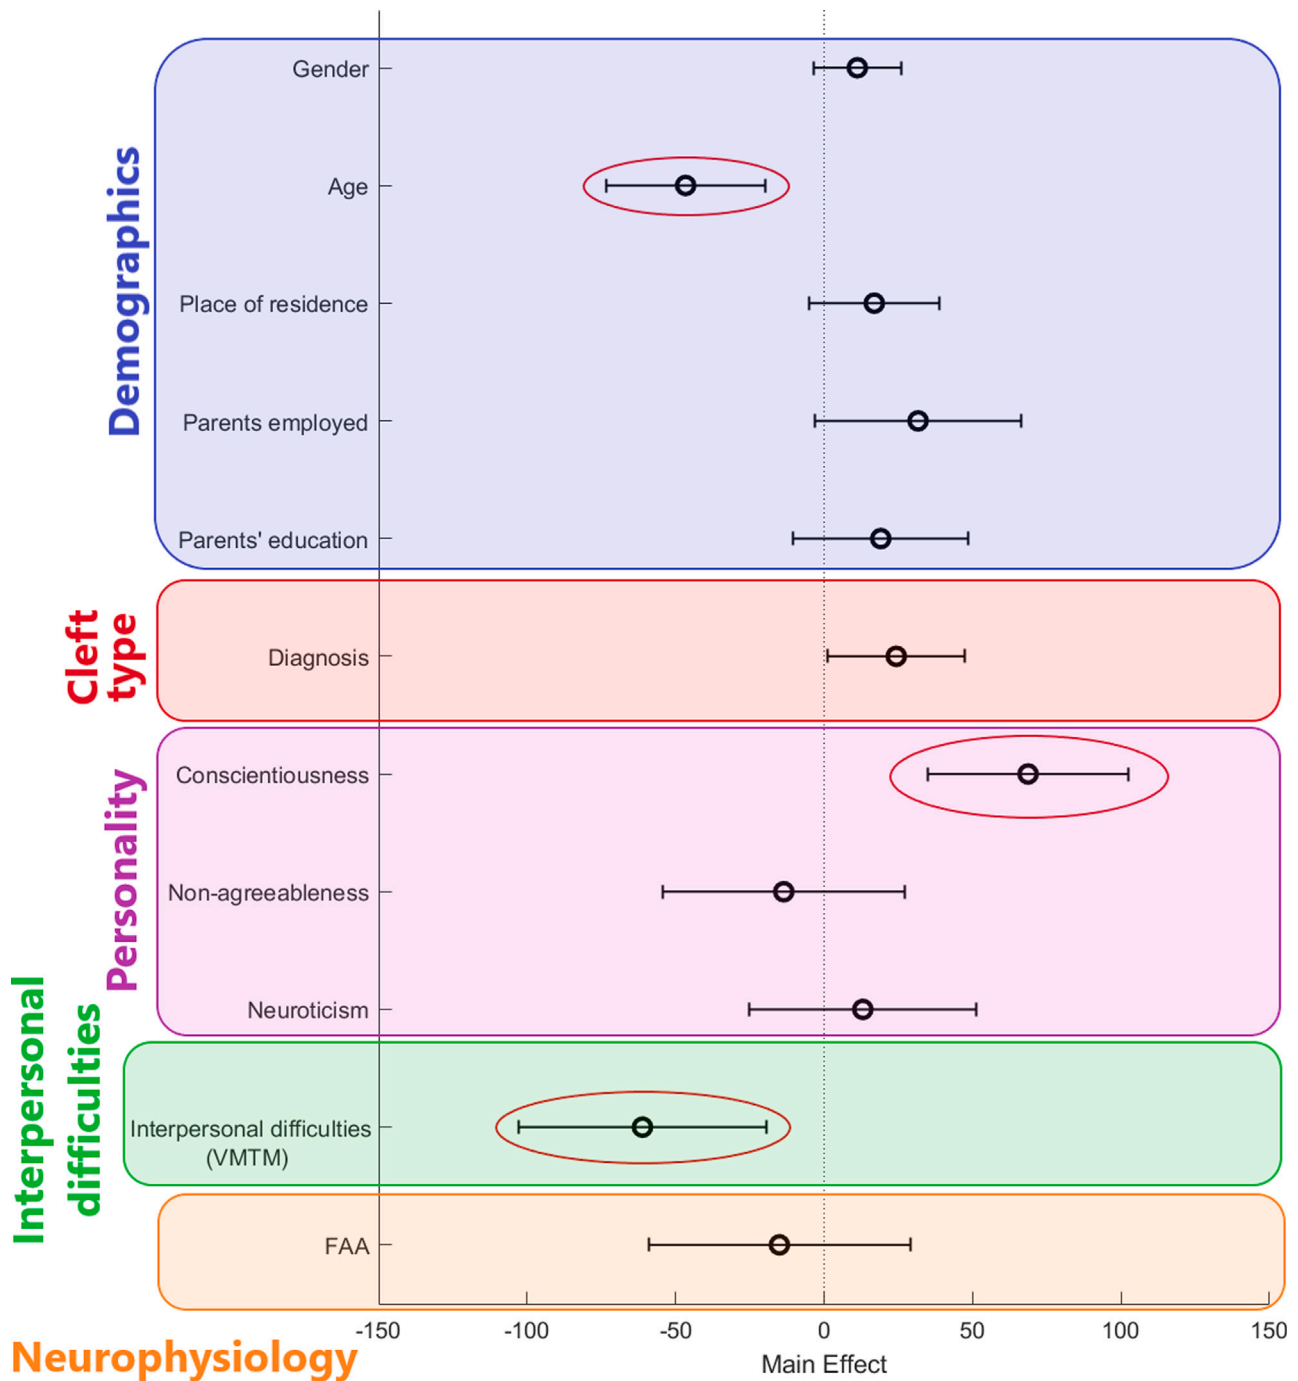 Demographics
Gender
Age
Place of residence
Parents employed
Parents' education
Cleft
type
Diagnosis
Personality
Conscientiousness
Non-agreeableness
Neuroticism
Interpersonal
difficulties
Interpersonal difficulties
(VMTM)
FAA
Neurophysiology
-150 -100 -50 0 50 100 150
Main Effect